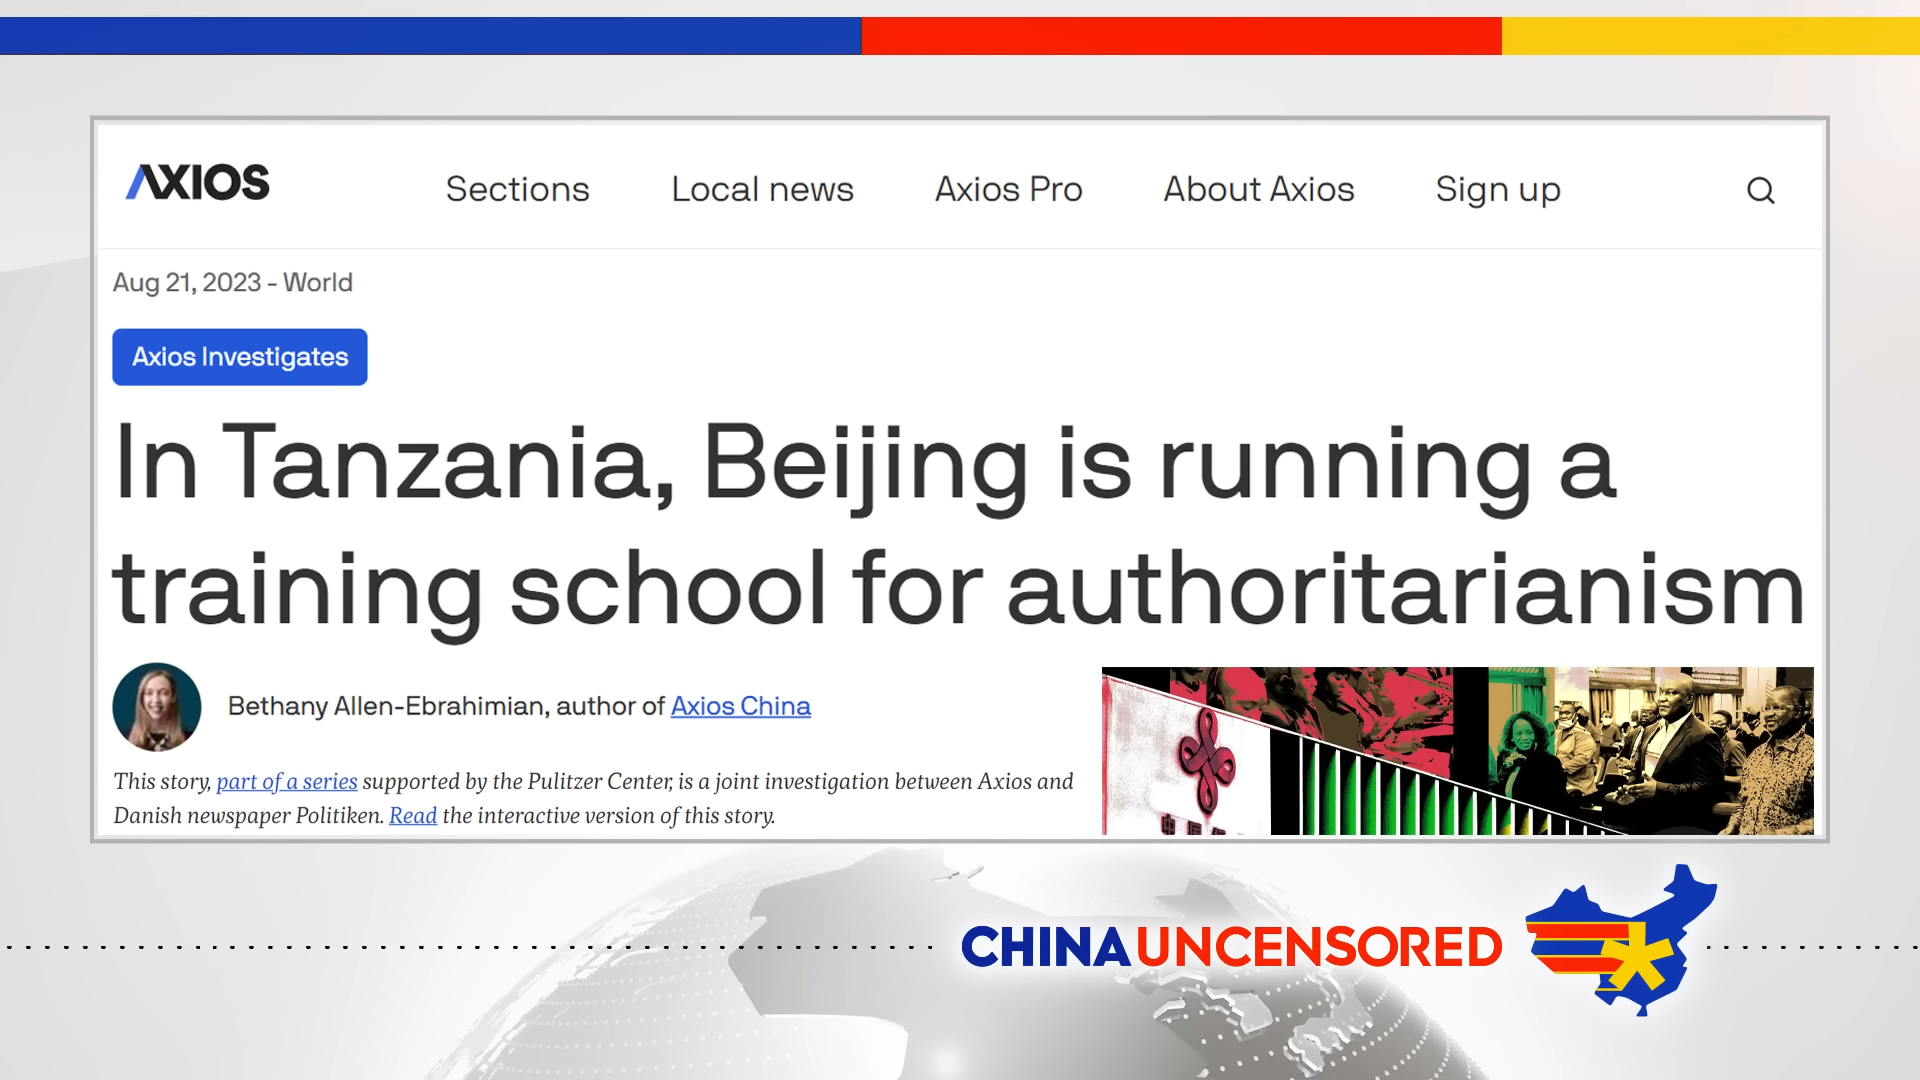 AXIOS
Sections
Local news
Axios Pro
About Axios
Sign up
Aug 21, 2023 - World
Axios Investigates
In Tanzania, Beijing is running a
training school for authoritarianism
Bethany Allen-Ebrahimian, author of Axios China
This story, part of a series supported by the Pulitzer Center, is a joint investigation between Axios and
Danish newspaper Politiken. Read the interactive version of this story.
CHINA UNCENSORED